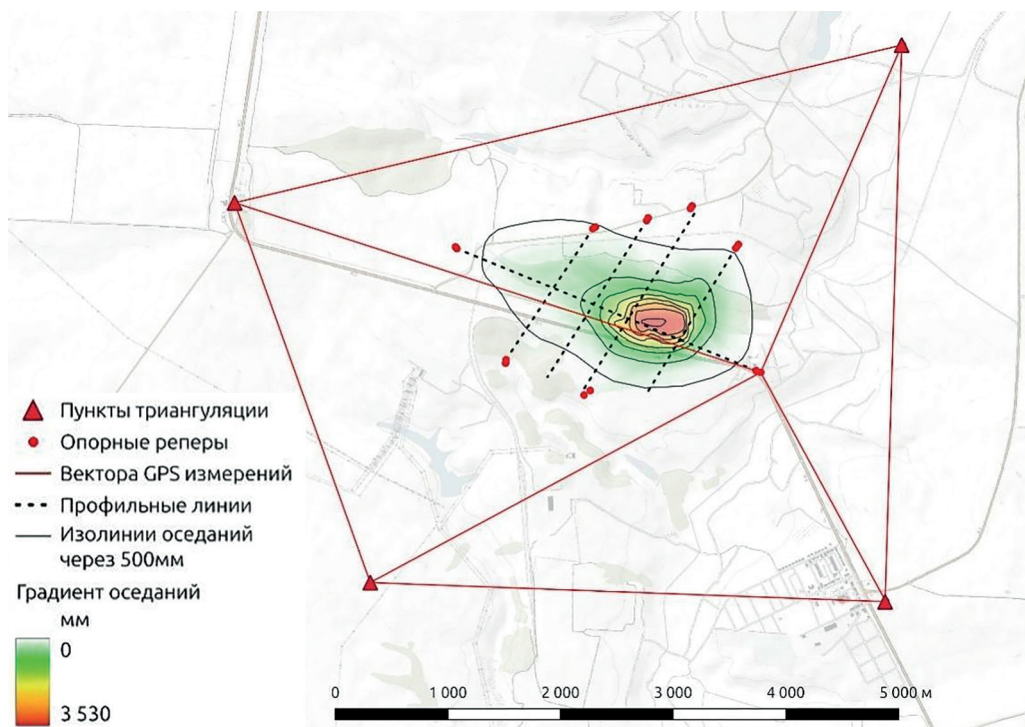 Пункты триангуляции
Опорные реперы
Вектора GPS измерений
Профильные линии
Изолинии оседаний
через 500мм
Градиент оседаний
мм
0
3 530
0 1 000 2 000 3 000 4 000 5 000 м